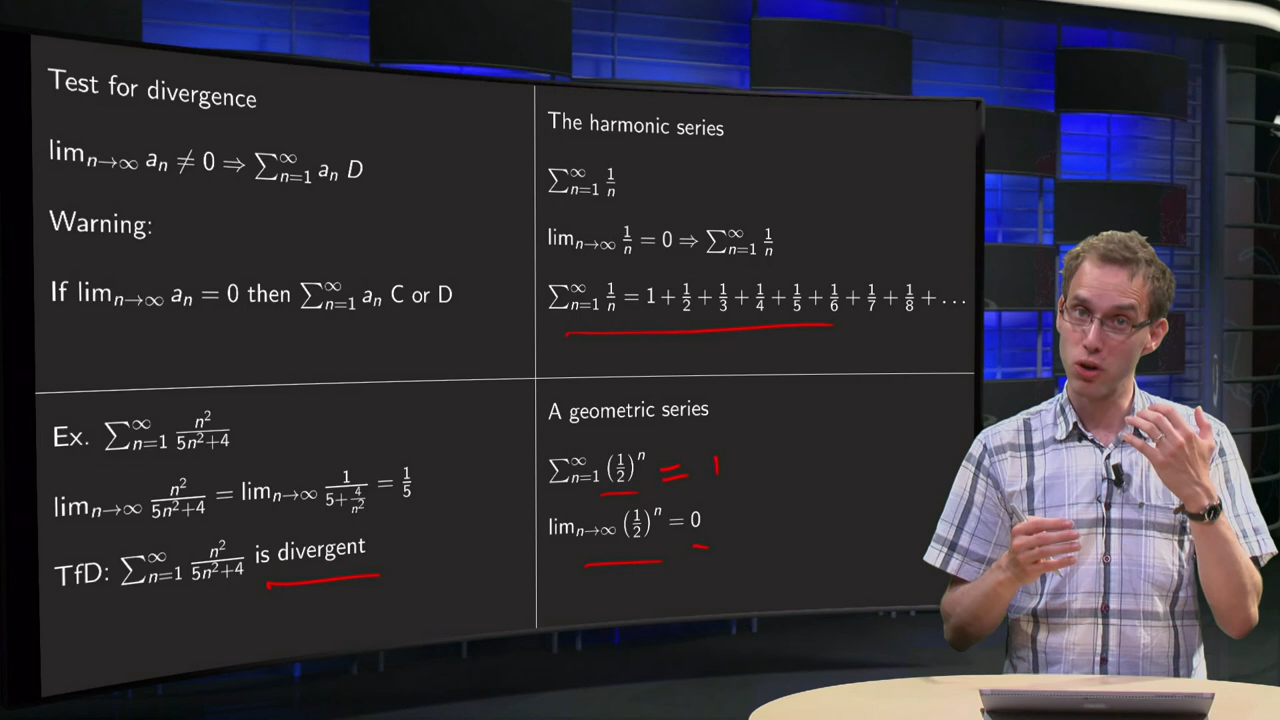 Test for divergence
lim_{n→∞} a_n ≠ 0 ⇒ ∑_{n=1}^{∞} a_n D
Warning:
If lim_{n→∞} a_n = 0 then ∑_{n=1}^{∞} a_n C or D
The harmonic series
∑_{n=1}^{∞} 1/n
lim_{n→∞} 1/n = 0 ⇒ ∑_{n=1}^{∞} 1/n
∑_{n=1}^{∞} 1/n = 1 + 1/2 + 1/3 + 1/4 + 1/5 + 1/6 + 1/7 + 1/8 + ...
Ex. ∑_{n=1}^{∞} n²/(5n²+4)
lim_{n→∞} n²/(5n²+4) = lim_{n→∞} 1/(5+4/n²) = 1/5
TfD: ∑_{n=1}^{∞} n²/(5n²+4) is divergent
A geometric series
∑_{n=1}^{∞} (1/2)^n = 1
lim_{n→∞} (1/2)^n = 0